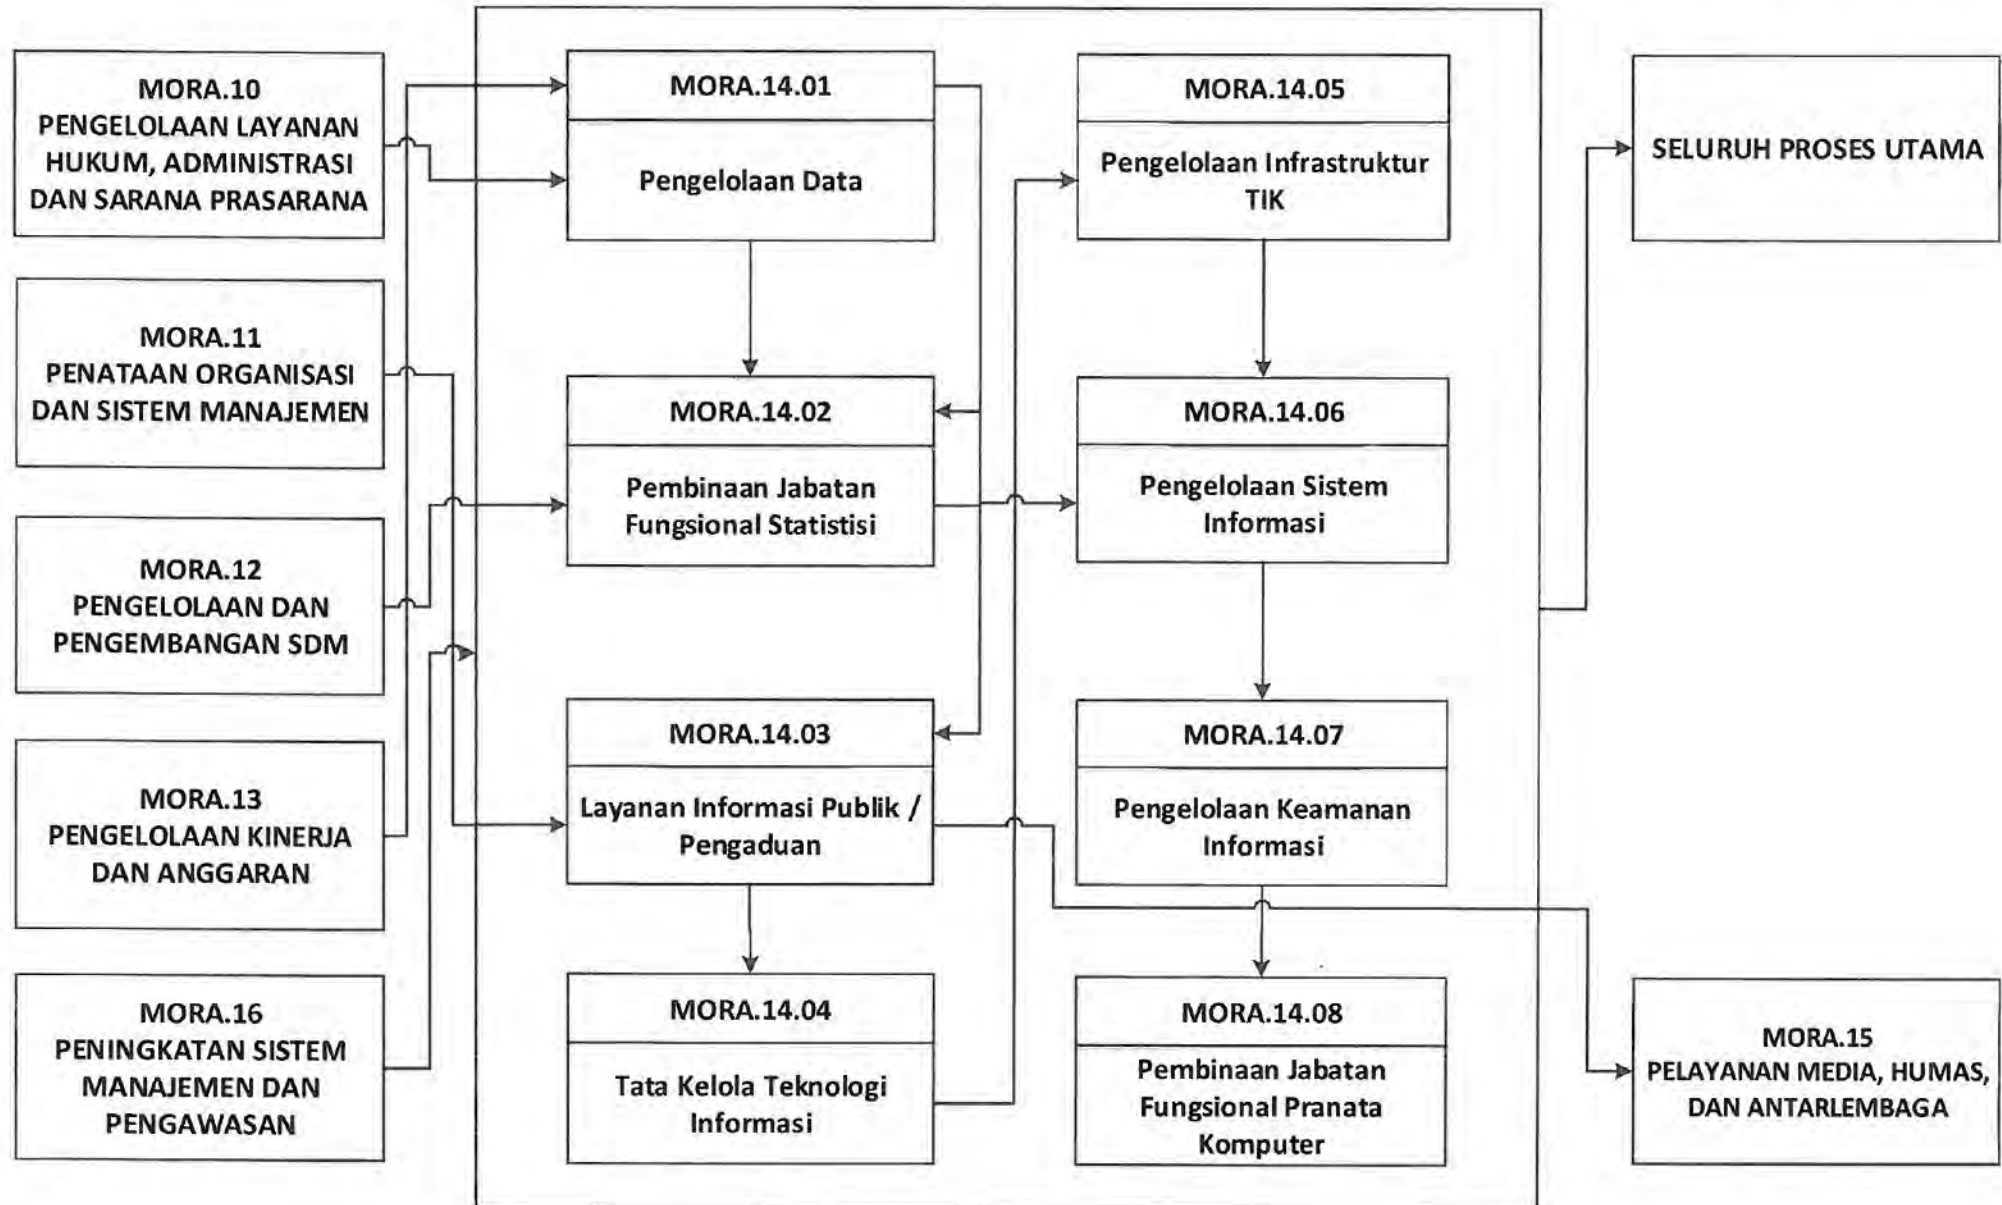 MORA.10
PENGELOLAAN LAYANAN
HUKUM, ADMINISTRASI
DAN SARANA PRASARANA
MORA.11
PENATAAN ORGANISASI
DAN SISTEM MANAJEMEN
MORA.12
PENGELOLAAN DAN
PENGEMBANGAN SDM
MORA.13
PENGELOLAAN KINERJA
DAN ANGGARAN
MORA.16
PENINGKATAN SISTEM
MANAJEMEN DAN
PENGAWASAN
MORA.14.01
Pengelolaan Data
MORA.14.02
Pembinaan Jabatan
Fungsional Statistisi
MORA.14.03
Layanan Informasi Publik /
Pengaduan
MORA.14.04
Tata Kelola Teknologi
Informasi
MORA.14.05
Pengelolaan Infrastruktur
TIK
MORA.14.06
Pengelolaan Sistem
Informasi
MORA.14.07
Pengelolaan Keamanan
Informasi
MORA.14.08
Pembinaan Jabatan
Fungsional Pranata
Komputer
SELURUH PROSES UTAMA
MORA.15
PELAYANAN MEDIA, HUMAS,
DAN ANTARLEMBAGA